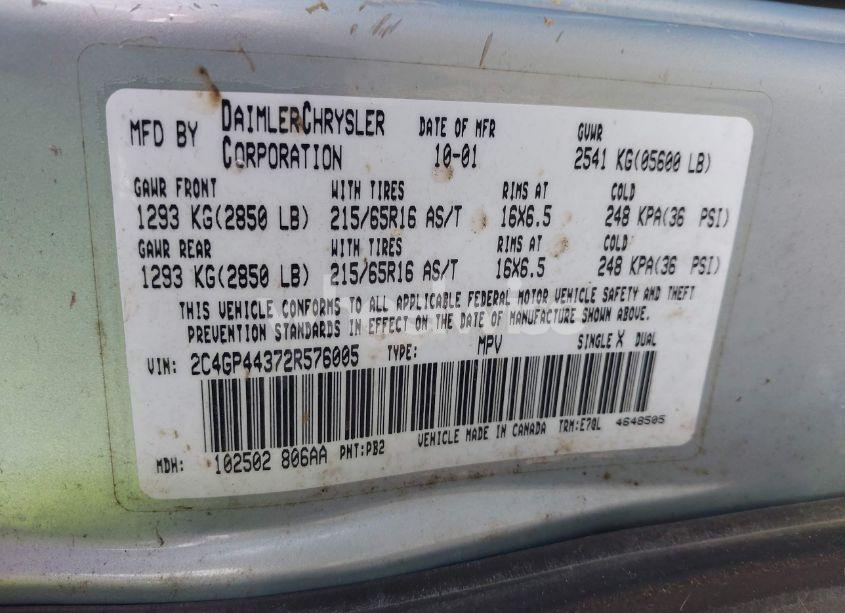 MFD BY DAIMLERCHRYSLER CORPORATION DATE OF MFR 10-01 GVWR 2541 KG(05600 LB)
GAWR FRONT WITH TIRES RIMS AT COLD
1293 KG(2850 LB) 215/65R16 AS/T 16X6.5 248 KPA(36 PSI)
GAWR REAR WITH TIRES RIMS AT COLD
1293 KG(2850 LB) 215/65R16 AS/T 16X6.5 248 KPA(36 PSI)
THIS VEHICLE CONFORMS TO ALL APPLICABLE FEDERAL MOTOR VEHICLE SAFETY AND THEFT
PREVENTION STANDARDS IN EFFECT ON THE DATE OF MANUFACTURE SHOWN ABOVE.
VIN: 2C4GP44372R576005 TYPE: MPV SINGLE X DUAL
VEHICLE MADE IN CANADA TRM:E7QL 4648505
MDH: 102502 806AA PNT:PB2